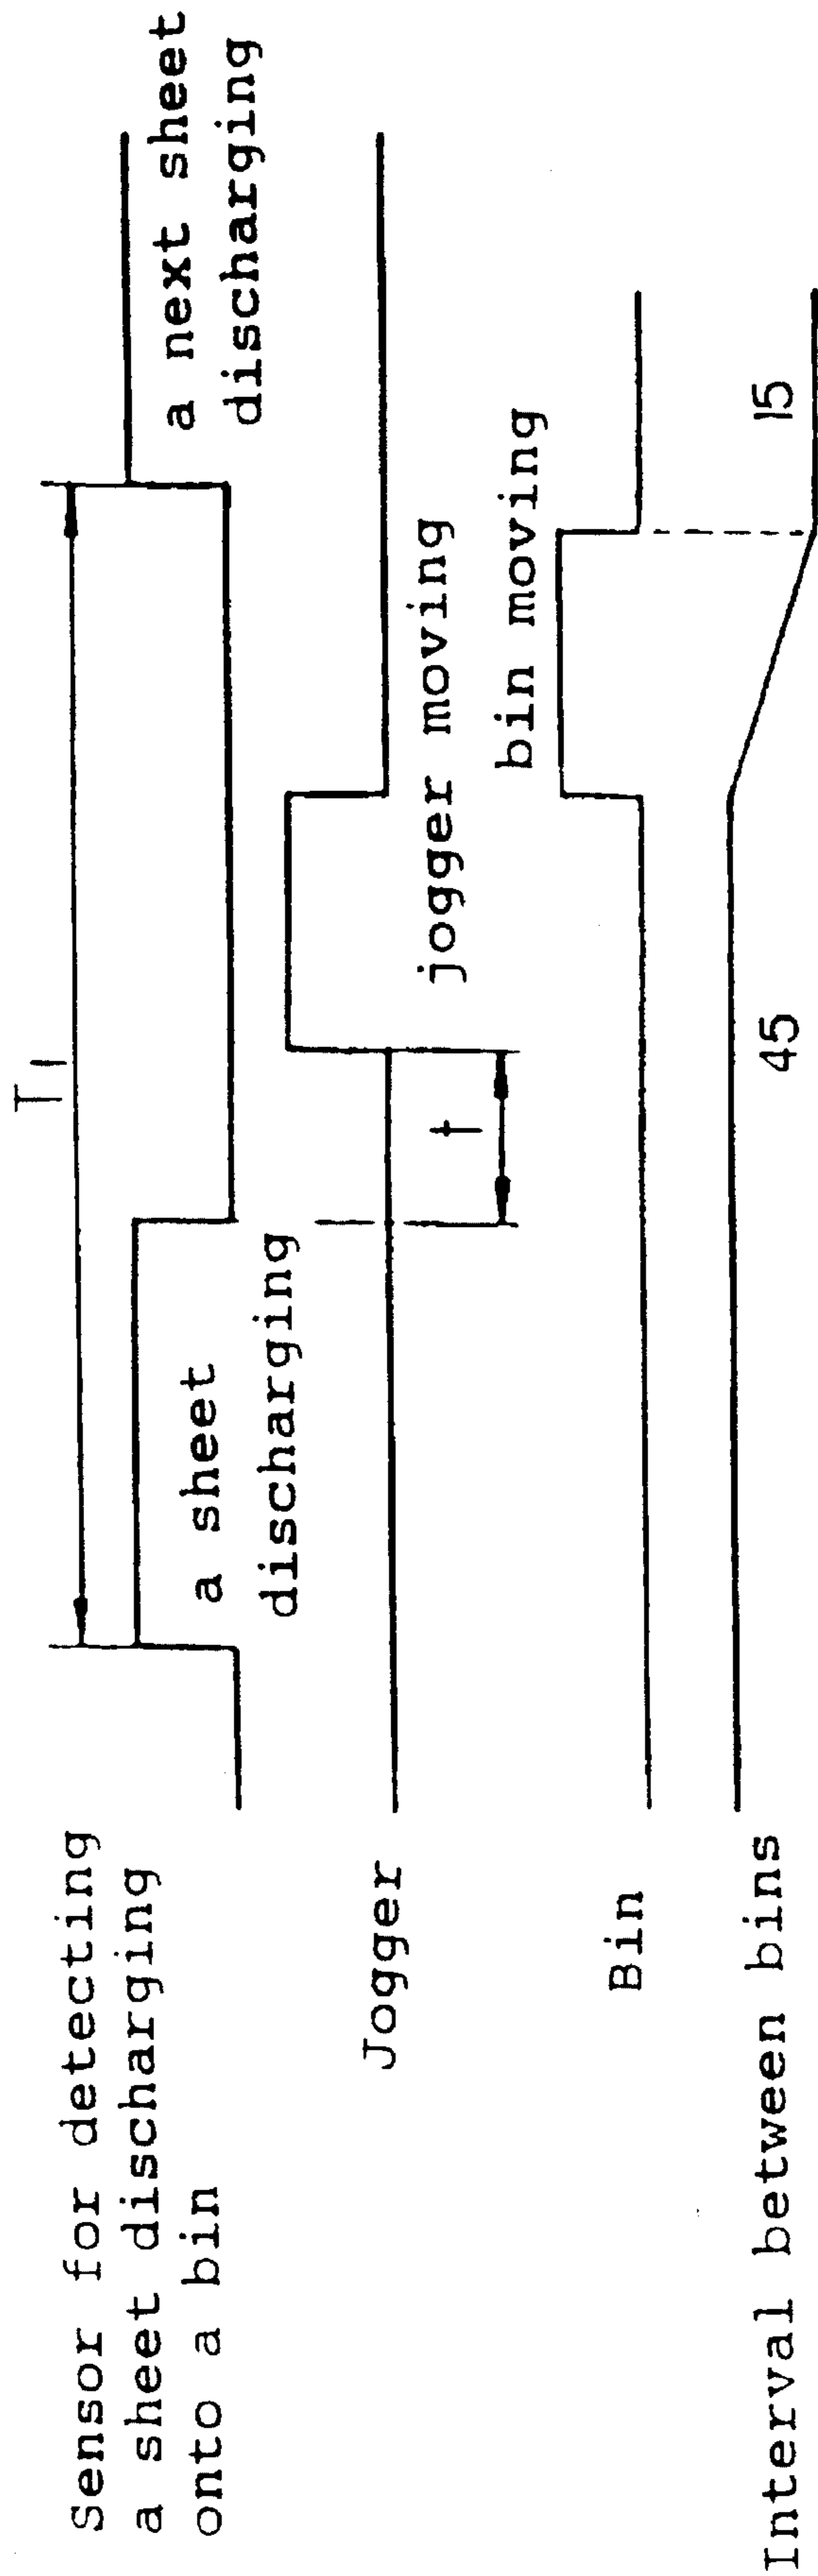 Sensor for detecting
a sheet discharging
onto a bin
T1
a sheet
discharging
a next sheet
discharging
Jogger
t
jogger moving
Bin
bin moving
Interval between bins
45
15